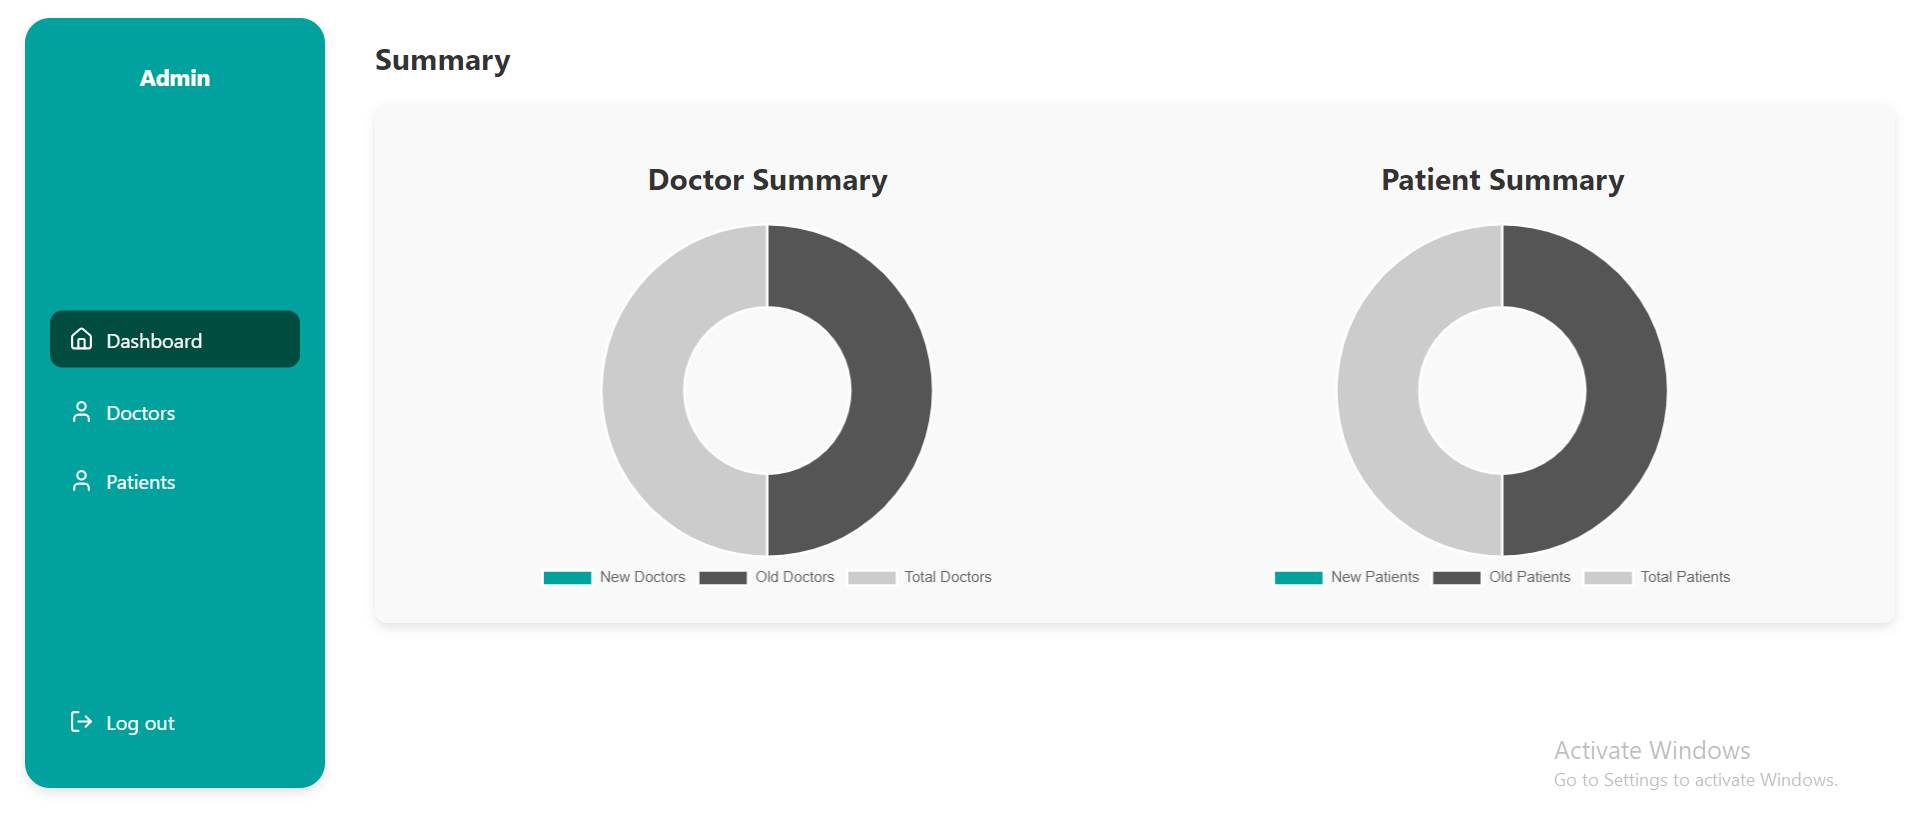 Admin
Dashboard
Doctors
Patients
Log out
Summary
Doctor Summary
New Doctors Old Doctors Total Doctors
Patient Summary
New Patients Old Patients Total Patients
Activate Windows
Go to Settings to activate Windows.